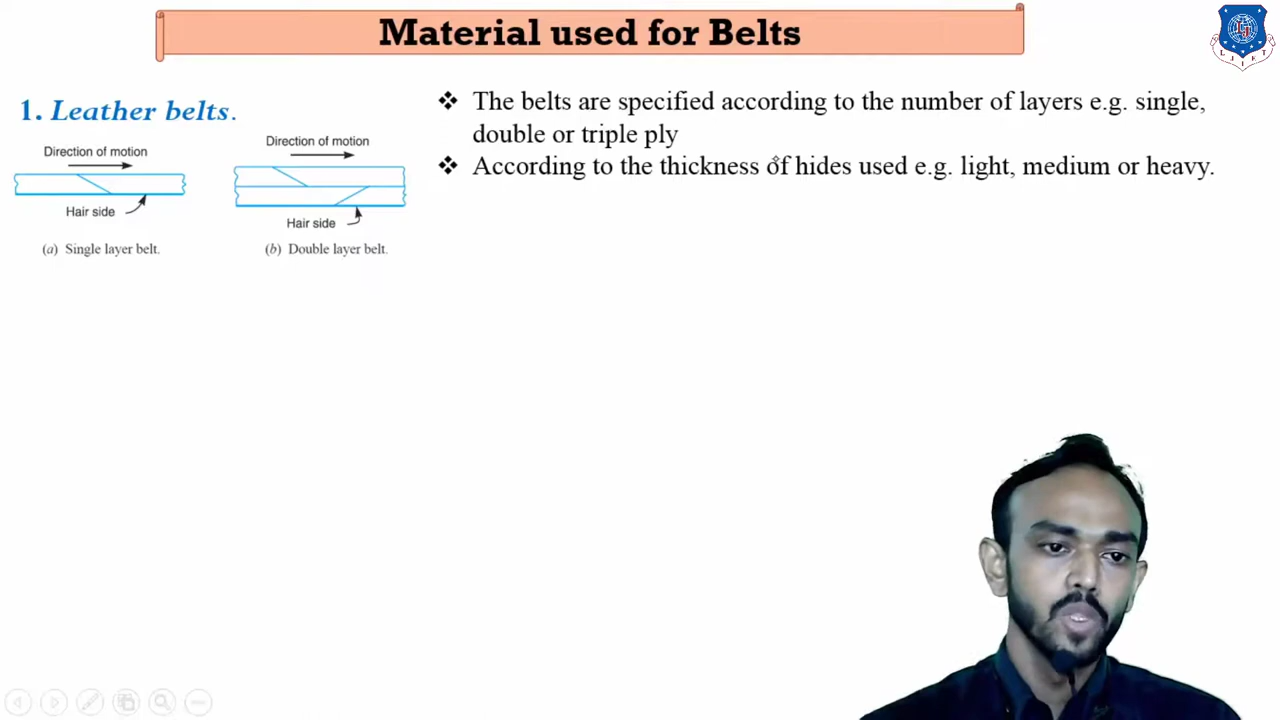 Material used for Belts
L J I E T
1. Leather belts.
Direction of motion
Hair side
(a) Single layer belt.
Direction of motion
Hair side
(b) Double layer belt.
❖ The belts are specified according to the number of layers e.g. single,
double or triple ply
❖ According to the thickness of hides used e.g. light, medium or heavy.